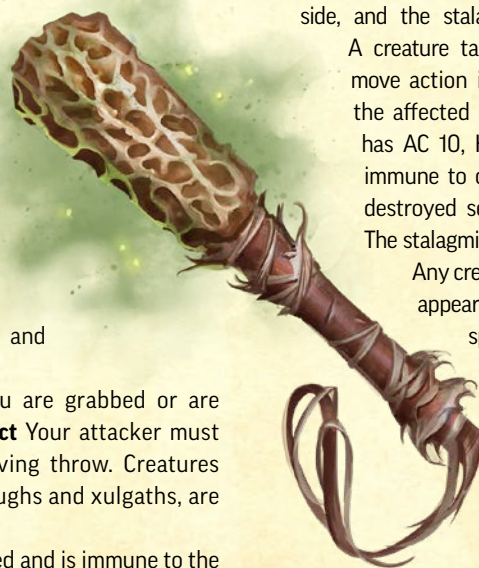 and
u are grabbed or are
ct Your attacker must
ving throw. Creatures
ughs and xulgaths, are
ed and is immune to the
side, and the stala
A creature ta
move action i
the affected
has AC 10, H
immune to c
destroyed se
The stalagmi
Any cre
appear
sp